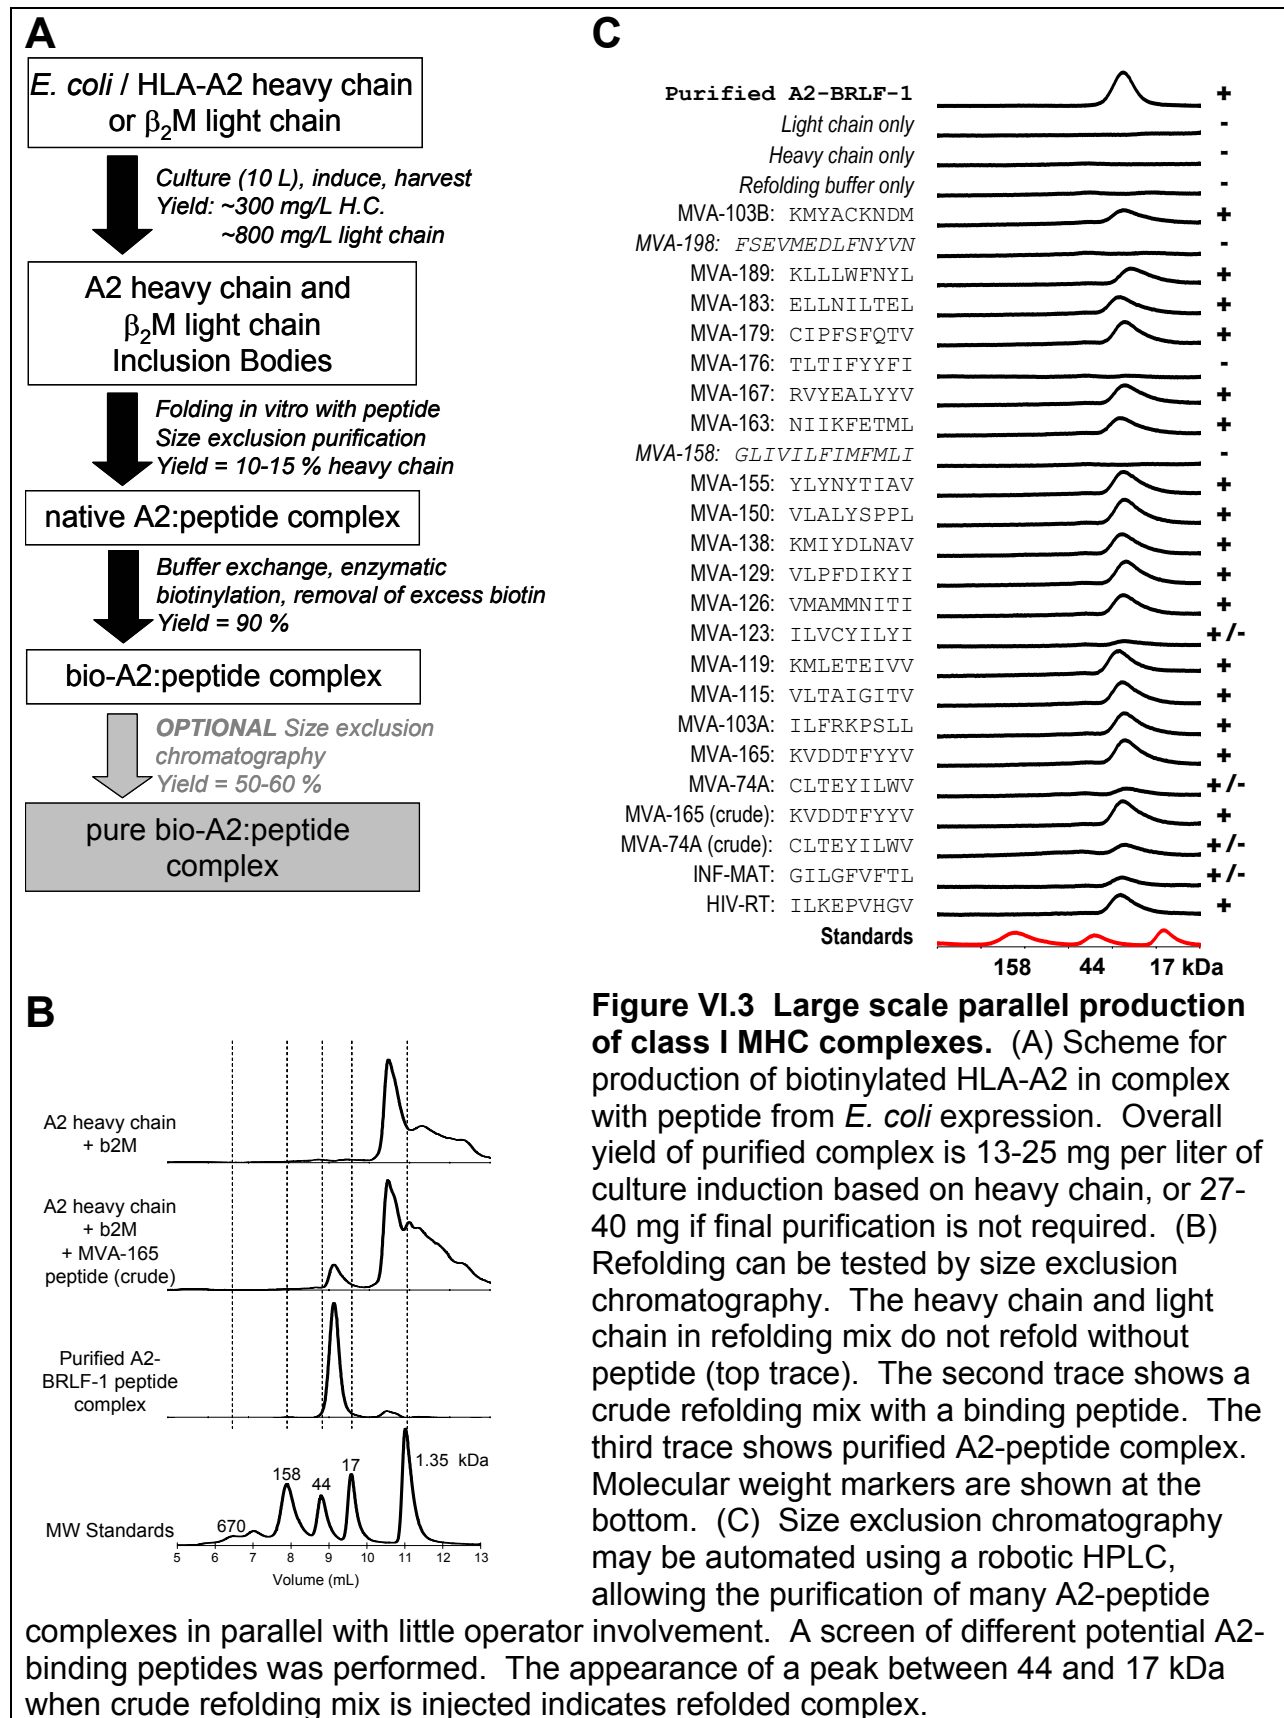 A
E. coli / HLA-A2 heavy chain
or β2M light chain
Culture (10 L), induce, harvest
Yield: ~300 mg/L H.C.
~800 mg/L light chain
A2 heavy chain and
β2M light chain
Inclusion Bodies
Folding in vitro with peptide
Size exclusion purification
Yield = 10-15 % heavy chain
native A2:peptide complex
Buffer exchange, enzymatic
biotinylation, removal of excess biotin
Yield = 90 %
bio-A2:peptide complex
OPTIONAL Size exclusion
chromatography
Yield = 50-60 %
pure bio-A2:peptide
complex
C
Purified A2-BRLF-1 +
Light chain only -
Heavy chain only -
Refolding buffer only -
MVA-103B: KMYACKNDM +
MVA-198: FSEVMEDLFNYVN -
MVA-189: KLLLWFNYL +
MVA-183: ELLNILTEL +
MVA-179: CIPFSFQTV +
MVA-176: TLTIFYYFI -
MVA-167: RVYEALYYV +
MVA-163: NIIKFETML +
MVA-158: GLIVILFIMFMLI -
MVA-155: YLYNYTIAV +
MVA-150: VLALYSPPL +
MVA-138: KMIYDLNAV +
MVA-129: VLPFDIKYI +
MVA-126: VMAMMNITI +
MVA-123: ILVCYILYI +/-
MVA-119: KMLETEIVV +
MVA-115: VLTAIGITV +
MVA-103A: ILFRKPSLL +
MVA-165: KVDDTFYYV +
MVA-74A: CLTEYILWV +/-
MVA-165 (crude): KVDDTFYYV +
MVA-74A (crude): CLTEYILWV +/-
INF-MAT: GILGFVFTL +/-
HIV-RT: ILKEPVHGV +
Standards
158 44 17 kDa
B
A2 heavy chain
+ b2M
A2 heavy chain
+ b2M
+ MVA-165
peptide (crude)
Purified A2-
BRLF-1 peptide
complex
MW Standards
670 158 44 17 1.35 kDa
5 6 7 8 9 10 11 12 13
Volume (mL)
Figure VI.3 Large scale parallel production
of class I MHC complexes. (A) Scheme for
production of biotinylated HLA-A2 in complex
with peptide from E. coli expression. Overall
yield of purified complex is 13-25 mg per liter of
culture induction based on heavy chain, or 27-
40 mg if final purification is not required. (B)
Refolding can be tested by size exclusion
chromatography. The heavy chain and light
chain in refolding mix do not refold without
peptide (top trace). The second trace shows a
crude refolding mix with a binding peptide. The
third trace shows purified A2-peptide complex.
Molecular weight markers are shown at the
bottom. (C) Size exclusion chromatography
may be automated using a robotic HPLC,
allowing the purification of many A2-peptide
complexes in parallel with little operator involvement. A screen of different potential A2-
binding peptides was performed. The appearance of a peak between 44 and 17 kDa
when crude refolding mix is injected indicates refolded complex.